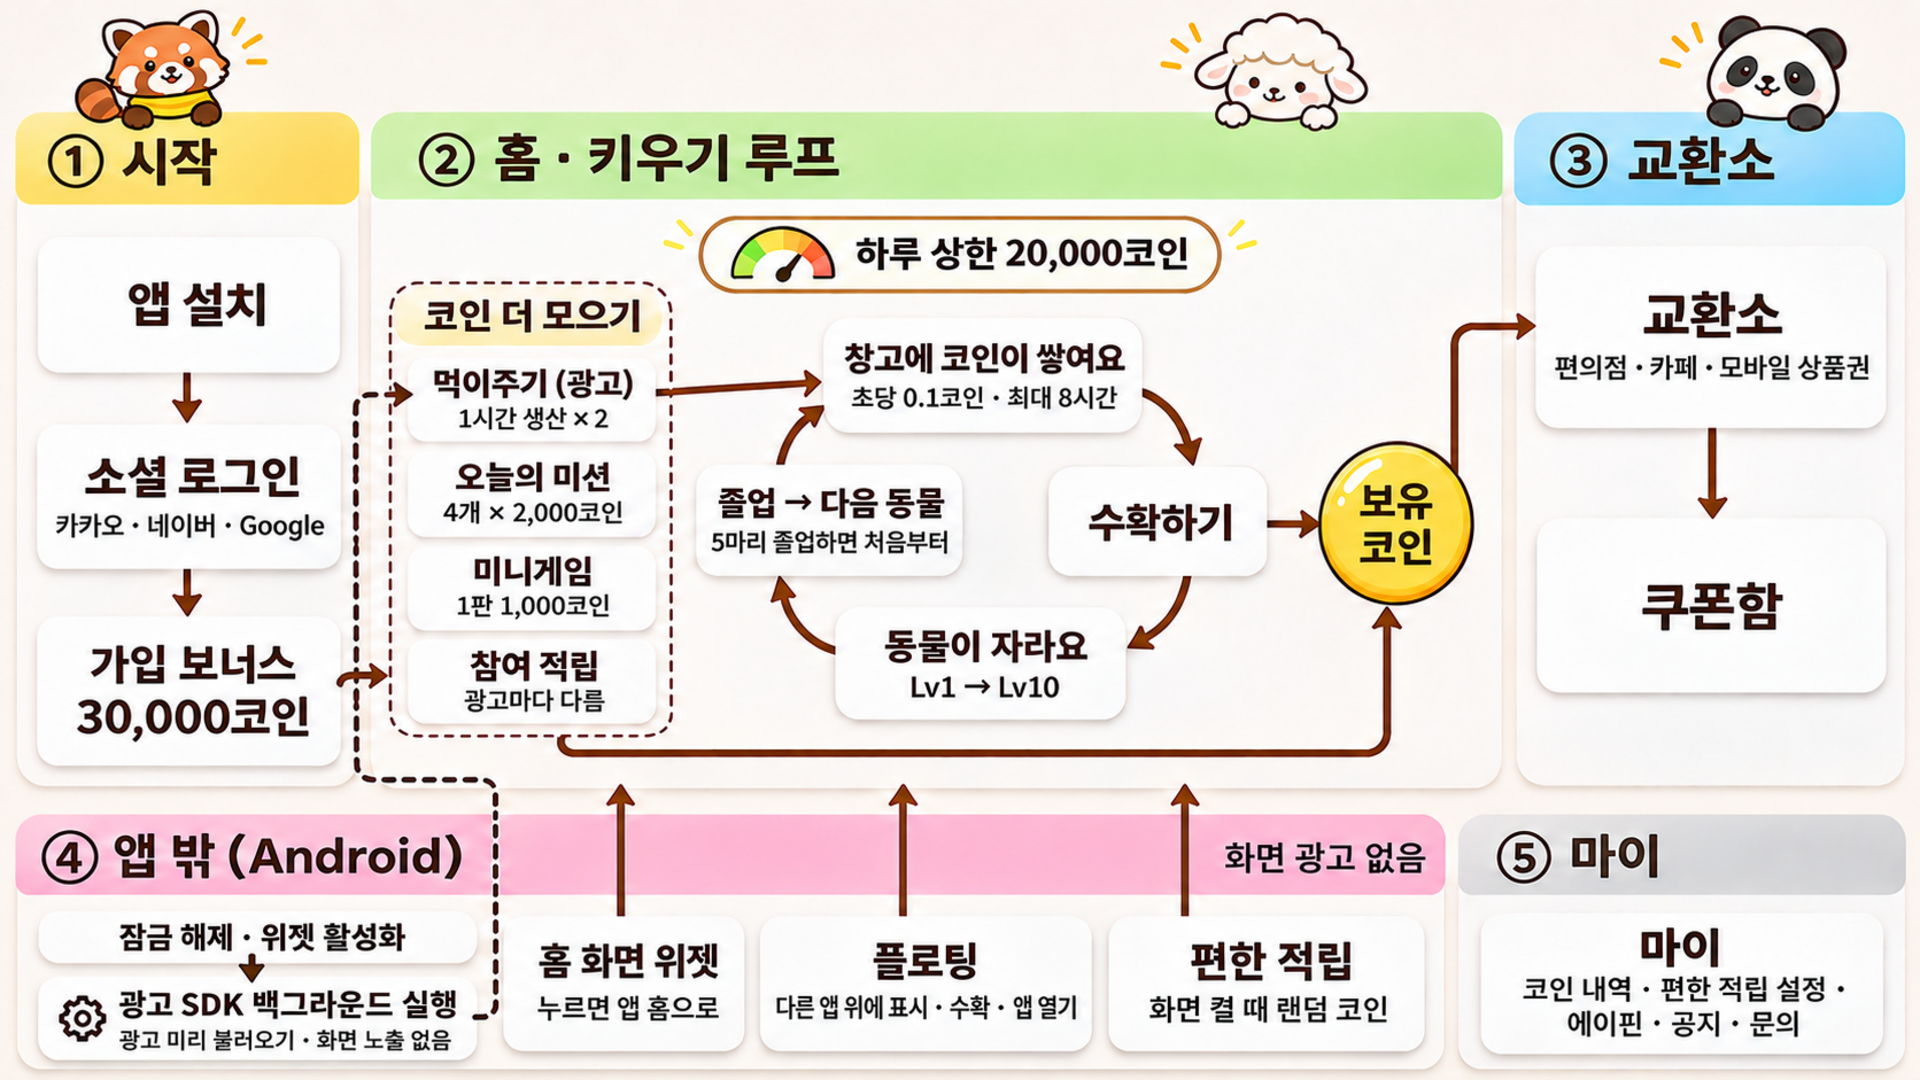 ① 시작
앱 설치
소셜 로그인
카카오 · 네이버 · Google
가입 보너스
30,000코인
② 홈 · 키우기 루프
하루 상한 20,000코인
코인 더 모으기
먹이주기 (광고)
1시간 생산 × 2
오늘의 미션
4개 × 2,000코인
미니게임
1판 1,000코인
참여 적립
광고마다 다름
창고에 코인이 쌓여요
초당 0.1코인 · 최대 8시간
수확하기
동물이 자라요
Lv1 → Lv10
졸업 → 다음 동물
5마리 졸업하면 처음부터
보유
코인
③ 교환소
교환소
편의점 · 카페 · 모바일 상품권
쿠폰함
④ 앱 밖 (Android)
화면 광고 없음
잠금 해제 · 위젯 활성화
광고 SDK 백그라운드 실행
광고 미리 불러오기 · 화면 노출 없음
홈 화면 위젯
누르면 앱 홈으로
플로팅
다른 앱 위에 표시 · 수확 · 앱 열기
편한 적립
화면 켤 때 랜덤 코인
⑤ 마이
마이
코인 내역 · 편한 적립 설정 ·
에이핀 · 공지 · 문의